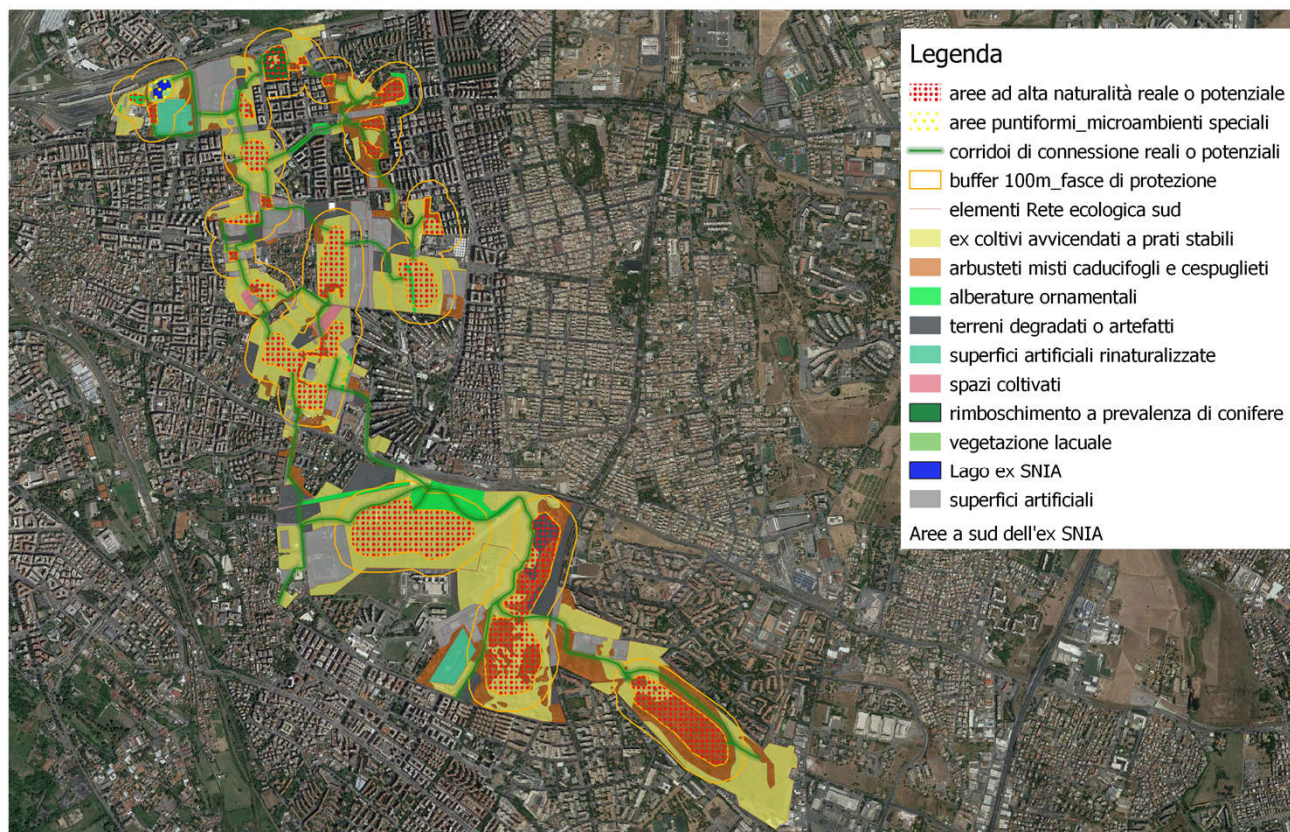 Legenda
aree ad alta naturalità reale o potenziale
aree puntiformi_microambienti speciali
corridoi di connessione reali o potenziali
buffer 100m_fasce di protezione
elementi Rete ecologica sud
ex coltivi avvicendati a prati stabili
arbusteti misti caducifogli e cespuglieti
alberature ornamentali
terreni degradati o artefatti
superfici artificiali rinaturalizzate
spazi coltivati
rimboschimento a prevalenza di conifere
vegetazione lacuale
Lago ex SNIA
superfici artificiali
Aree a sud dell'ex SNIA